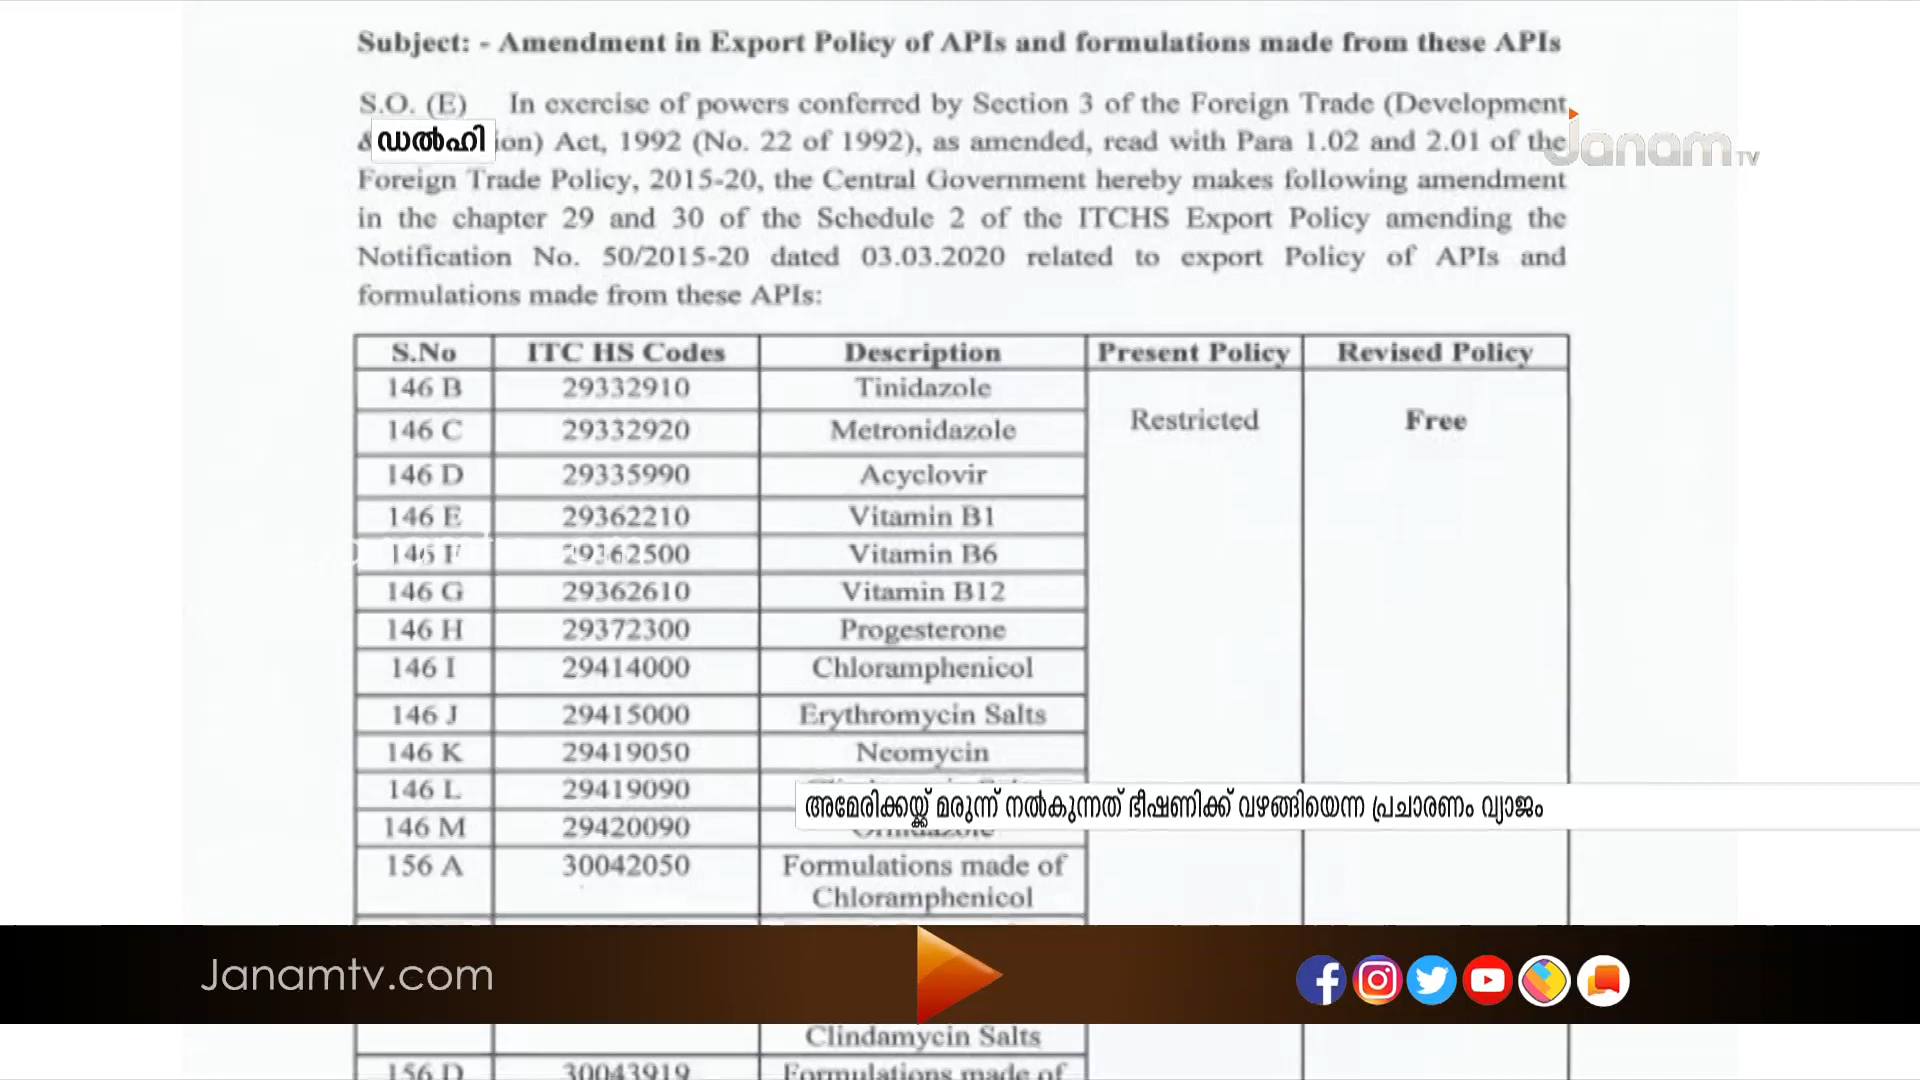 Subject: - Amendment in Export Policy of APIs and formulations made from these APIs
S.O. (E) In exercise of powers conferred by Section 3 of the Foreign Trade (Development
& ion) Act, 1992 (No. 22 of 1992), as amended, read with Para 1.02 and 2.01 of the
ഡൽഹി
Janam TV
Foreign Trade Policy, 2015-20, the Central Government hereby makes following amendment
in the chapter 29 and 30 of the Schedule 2 of the ITCHS Export Policy amending the
Notification No. 50/2015-20 dated 03.03.2020 related to export Policy of APIs and
formulations made from these APIs:
S.No ITC HS Codes Description Present Policy Revised Policy
146 B 29332910 Tinidazole
Restricted Free
146 C 29332920 Metronidazole
146 D 29335990 Acyclovir
146 E 29362210 Vitamin B1
146 F 29362500 Vitamin B6
146 G 29362610 Vitamin B12
146 H 29372300 Progesterone
146 I 29414000 Chloramphenicol
146 J 29415000 Erythromycin Salts
146 K 29419050 Neomycin
146 L 29419090
അമേരിക്കയ്ക്ക് മരുന്ന് നൽകുന്നത് ഭീഷണിക്ക് വഴങ്ങിയെന്ന പ്രചാരണം വ്യാജം
146 M 29420090
156 A 30042050 Formulations made of
Chloramphenicol
Janamtv.com
Clindamycin Salts
156 D 30043919 Formulations made of